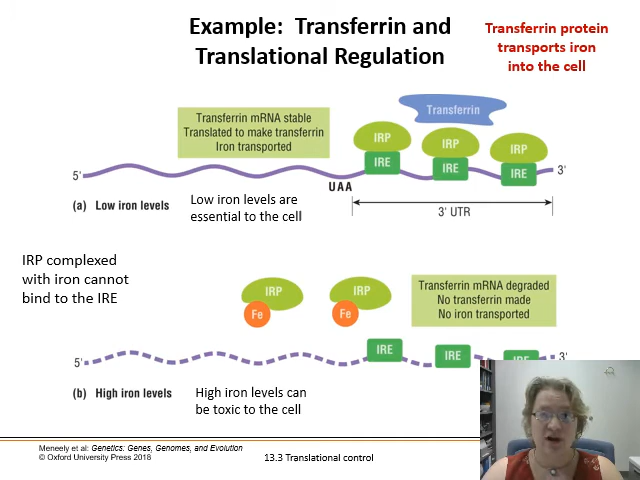 Example: Transferrin and
Translational Regulation
Transferrin protein
transports iron
into the cell
Transferrin mRNA stable
Translated to make transferrin
Iron transported
Transferrin
IRP
IRP
IRP
IRE
IRE
IRE
5'
3'
UAA
3' UTR
(a) Low iron levels
Low iron levels are
essential to the cell
IRP complexed
with iron cannot
bind to the IRE
IRP
Fe
IRP
Fe
Transferrin mRNA degraded
No transferrin made
No iron transported
IRE
IRE
IRE
5'
3'
(b) High iron levels
High iron levels can
be toxic to the cell
Meneely et al: Genetics: Genes, Genomes, and Evolution
© Oxford University Press 2018
13.3 Translational control